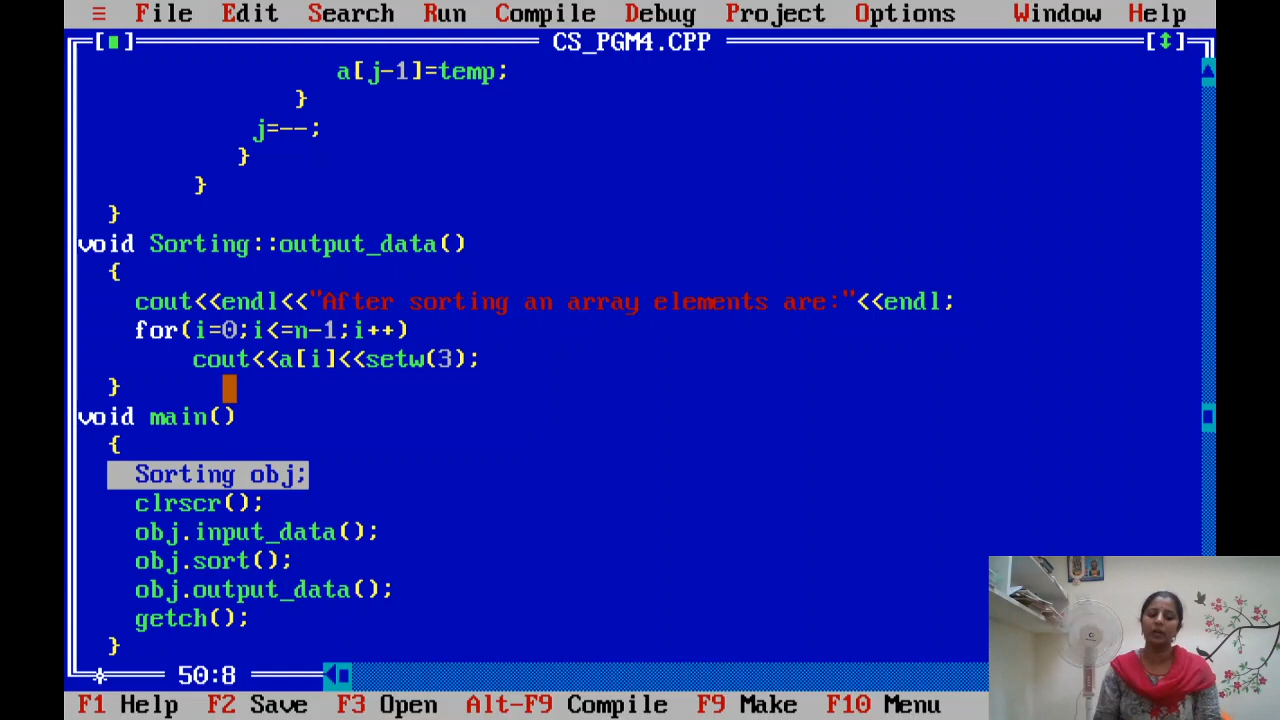 ≡ File Edit Search Run Compile Debug Project Options Window Help
[■] CS_PGM4.CPP [↕]
a[j-1]=temp;
}
j=--;
}
}
}
void Sorting::output_data()
{
cout<<endl<<"After sorting an array elements are:"<<endl;
for(i=0;i<=n-1;i++)
cout<<a[i]<<setw(3);
}
void main()
{
Sorting obj;
clrscr();
obj.input_data();
obj.sort();
obj.output_data();
getch();
}
50:8
F1 Help F2 Save F3 Open Alt-F9 Compile F9 Make F10 Menu